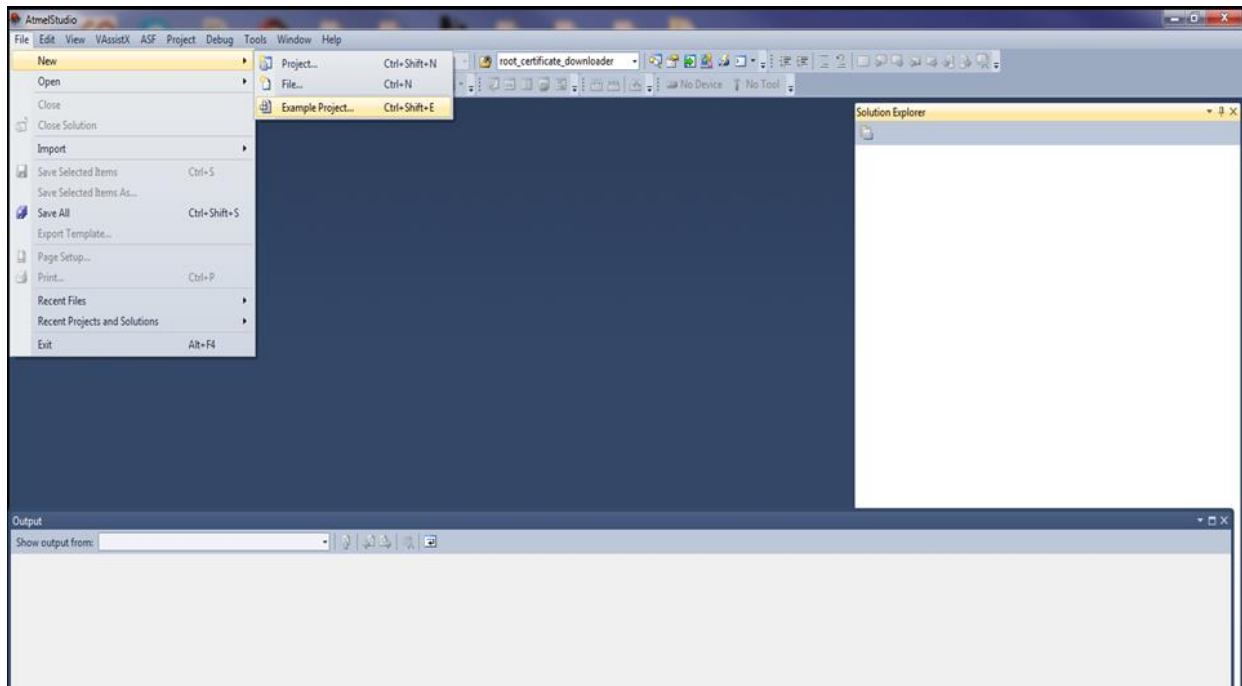 AtmelStudio
File Edit View VAssistX ASF Project Debug Tools Window Help
New
Project... Ctrl+Shift+N
root_certificate_downloader
Open
File... Ctrl+N
No Device No Tool
Close
Example Project... Ctrl+Shift+E
Solution Explorer
Close Solution
Import
Save Selected Items Ctrl+S
Save Selected Items As...
Save All Ctrl+Shift+S
Export Template...
Page Setup...
Print... Ctrl+P
Recent Files
Recent Projects and Solutions
Exit Alt+F4
Output
Show output from: